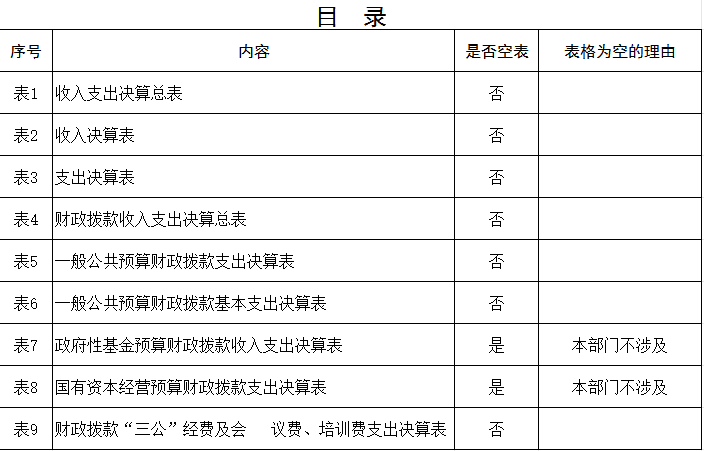 目 录
序号 内容 是否空表 表格为空的理由
表1 收入支出决算总表 否
表2 收入决算表 否
表3 支出决算表 否
表4 财政拨款收入支出决算总表 否
表5 一般公共预算财政拨款支出决算表 否
表6 一般公共预算财政拨款基本支出决算表 否
表7 政府性基金预算财政拨款收入支出决算表 是 本部门不涉及
表8 国有资本经营预算财政拨款支出决算表 是 本部门不涉及
表9 财政拨款“三公”经费及会 议费、培训费支出决算表 否